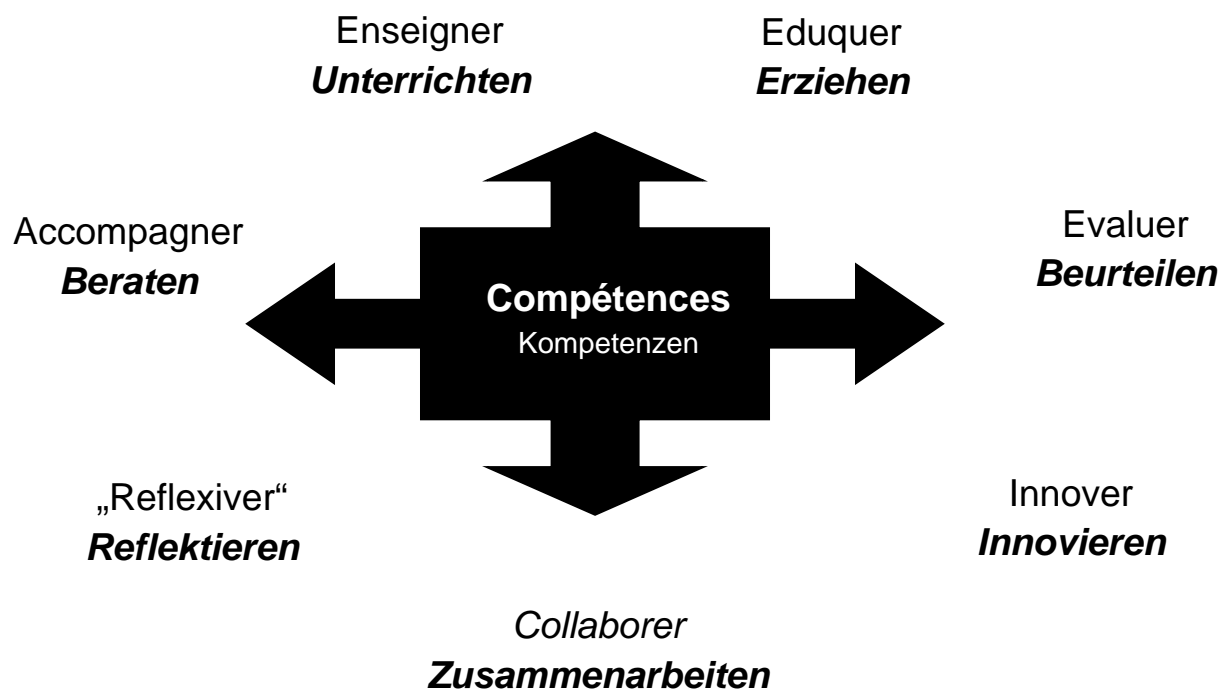 Enseigner
Unterrichten
Eduquer
Erziehen
Accompagner
Beraten
Evaluer
Beurteilen
Compétences
Kompetenzen
„Reflexiver“
Reflektieren
Innover
Innovieren
Collaborer
Zusammenarbeiten